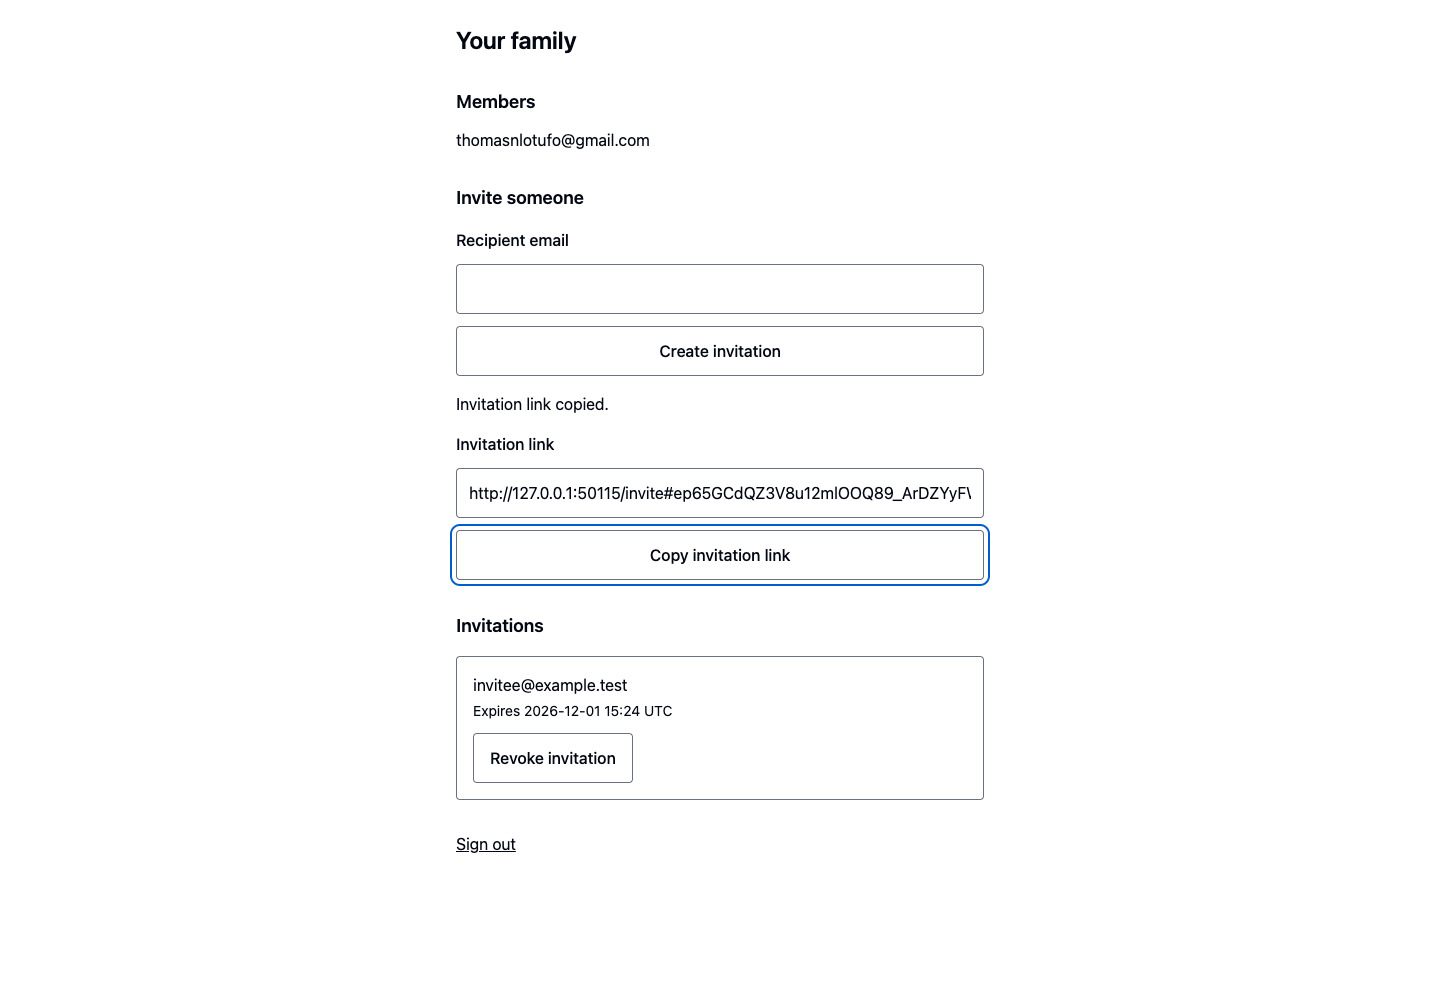 Your family
Members
thomasnlotufo@gmail.com
Invite someone
Recipient email
Create invitation
Invitation link copied.
Invitation link
http://127.0.0.1:50115/invite#ep65GCdQZ3V8u12mlOOQ89_ArDZYyF
Copy invitation link
Invitations
invitee@example.test
Expires 2026-12-01 15:24 UTC
Revoke invitation
Sign out